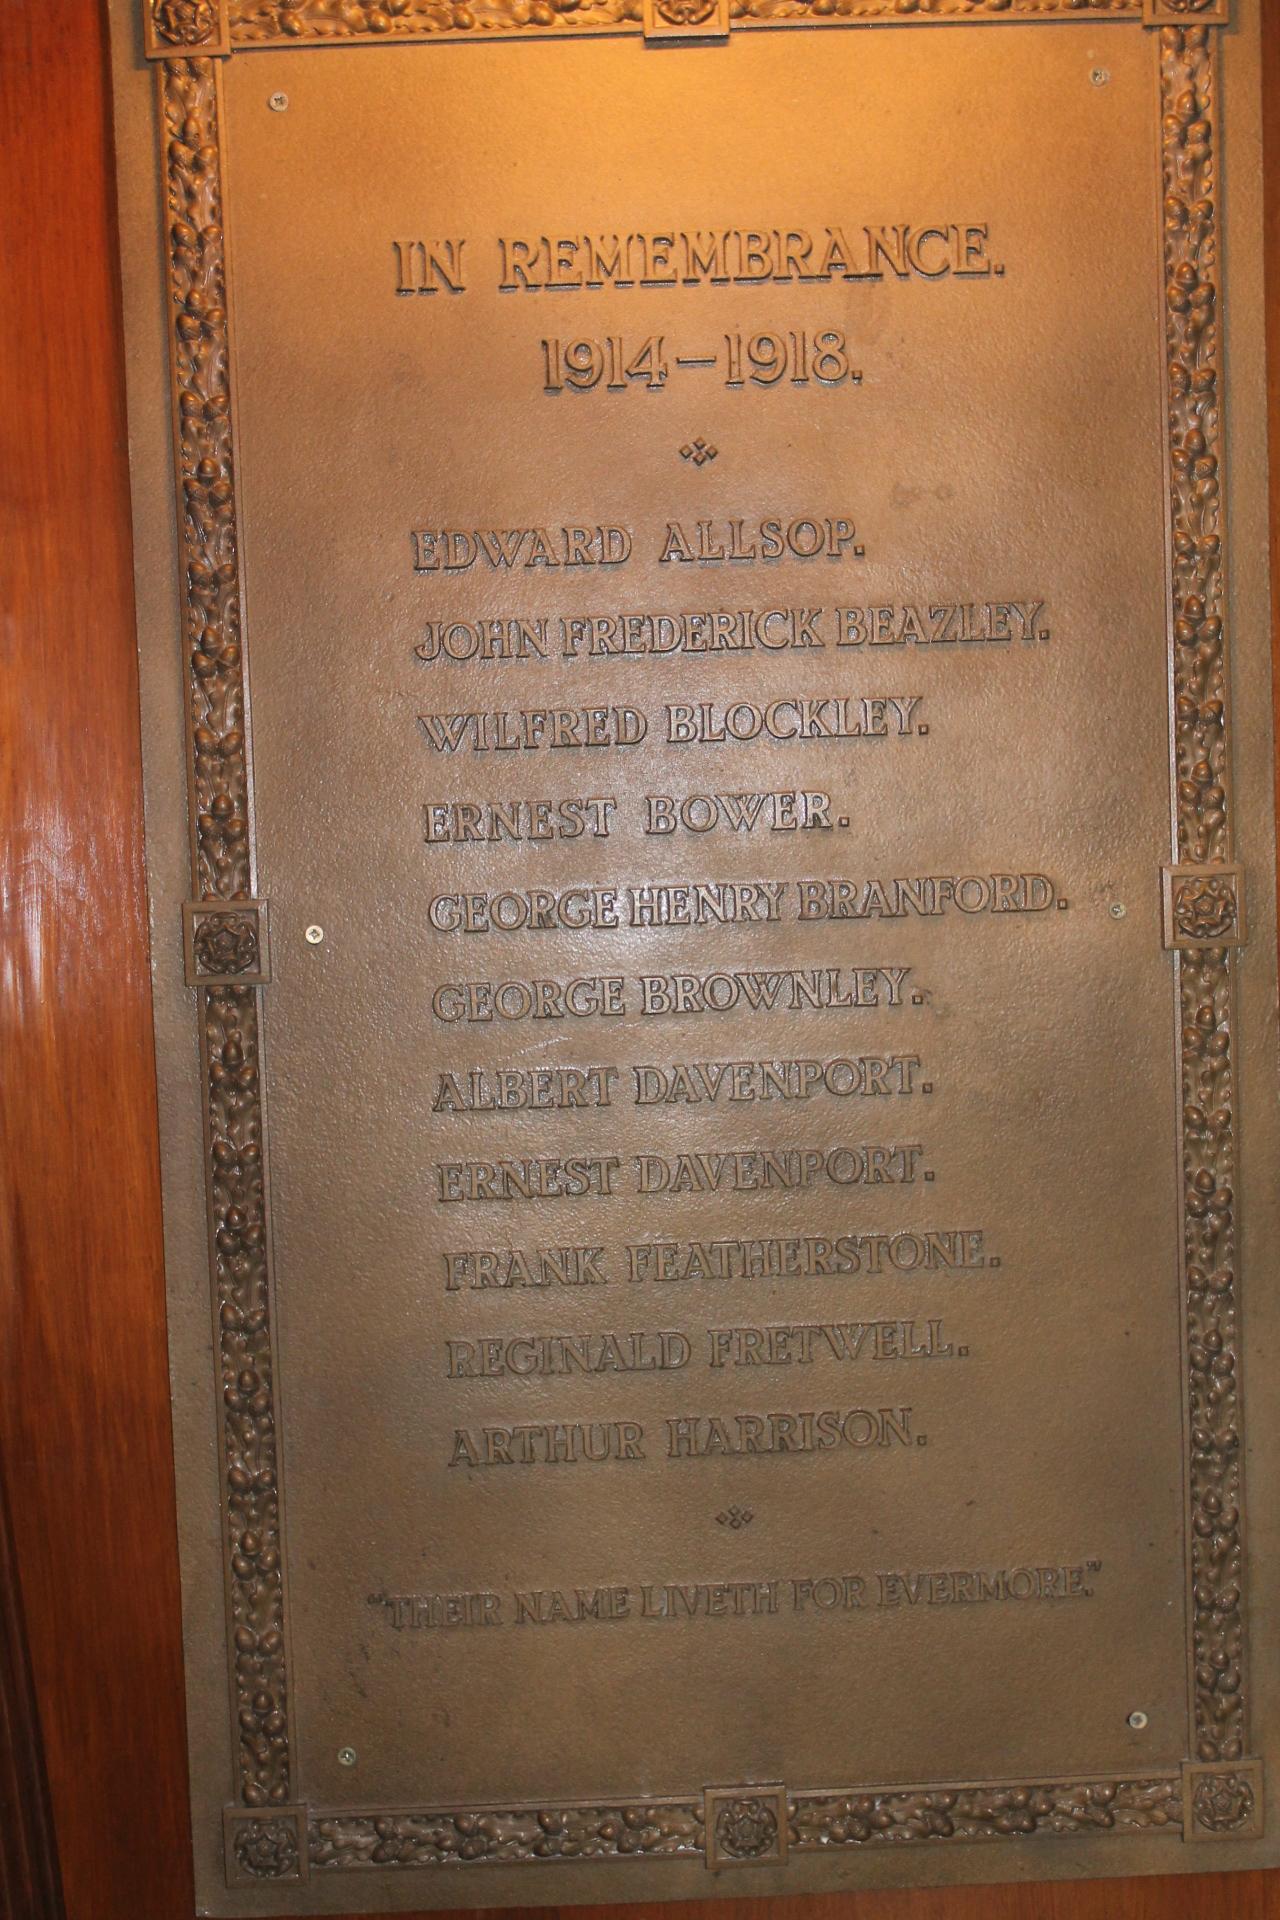 IN REMEMBRANCE.
1914-1918.
EDWARD ALLSOP.
JOHN FREDERICK BEAZLEY.
WILFRED BLOCKLEY.
ERNEST BOWER.
GEORGE HENRY BRANFORD.
GEORGE BROWNLEY.
ALBERT DAVENPORT.
ERNEST DAVENPORT.
FRANK FEATHERSTONE.
REGINALD FRETWELL.
ARTHUR HARRISON.
"THEIR NAME LIVETH FOR EVERMORE."